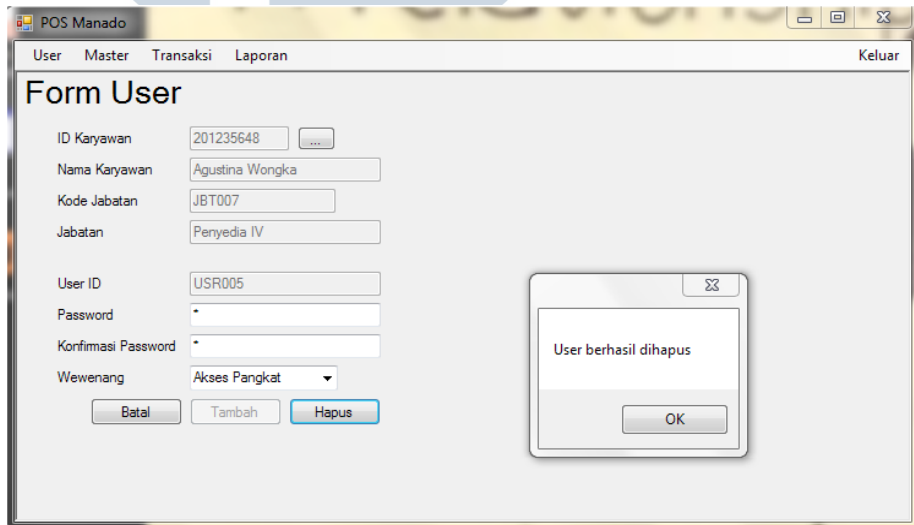 POS Manado
User Master Transaksi Laporan Keluar
Form User
ID Karyawan 201235648 ...
Nama Karyawan Agustina Wongka
Kode Jabatan JBT007
Jabatan Penyedia IV
User ID USR005
Password *
Konfirmasi Password *
Wewenang Akses Pangkat
Batal Tambah Hapus
User berhasil dihapus
OK